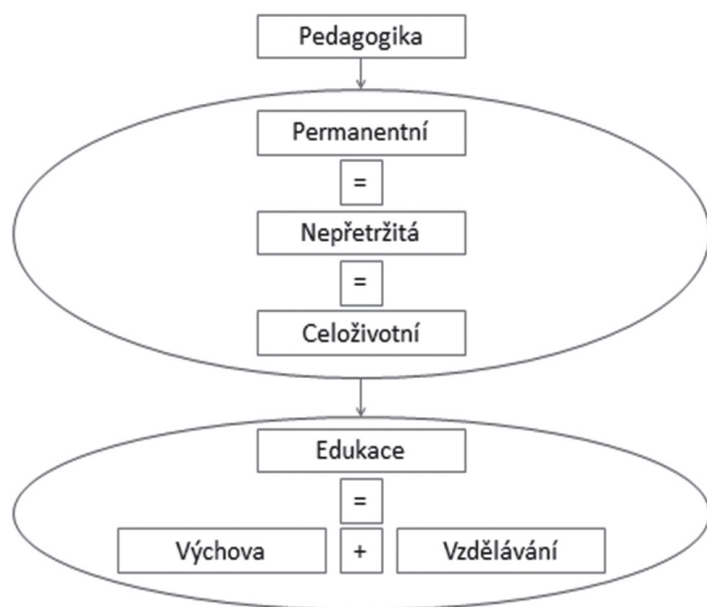 Pedagogika
Permanentní
=
Nepřetržitá
=
Celoživotní
Edukace
=
Výchova + Vzdělávání